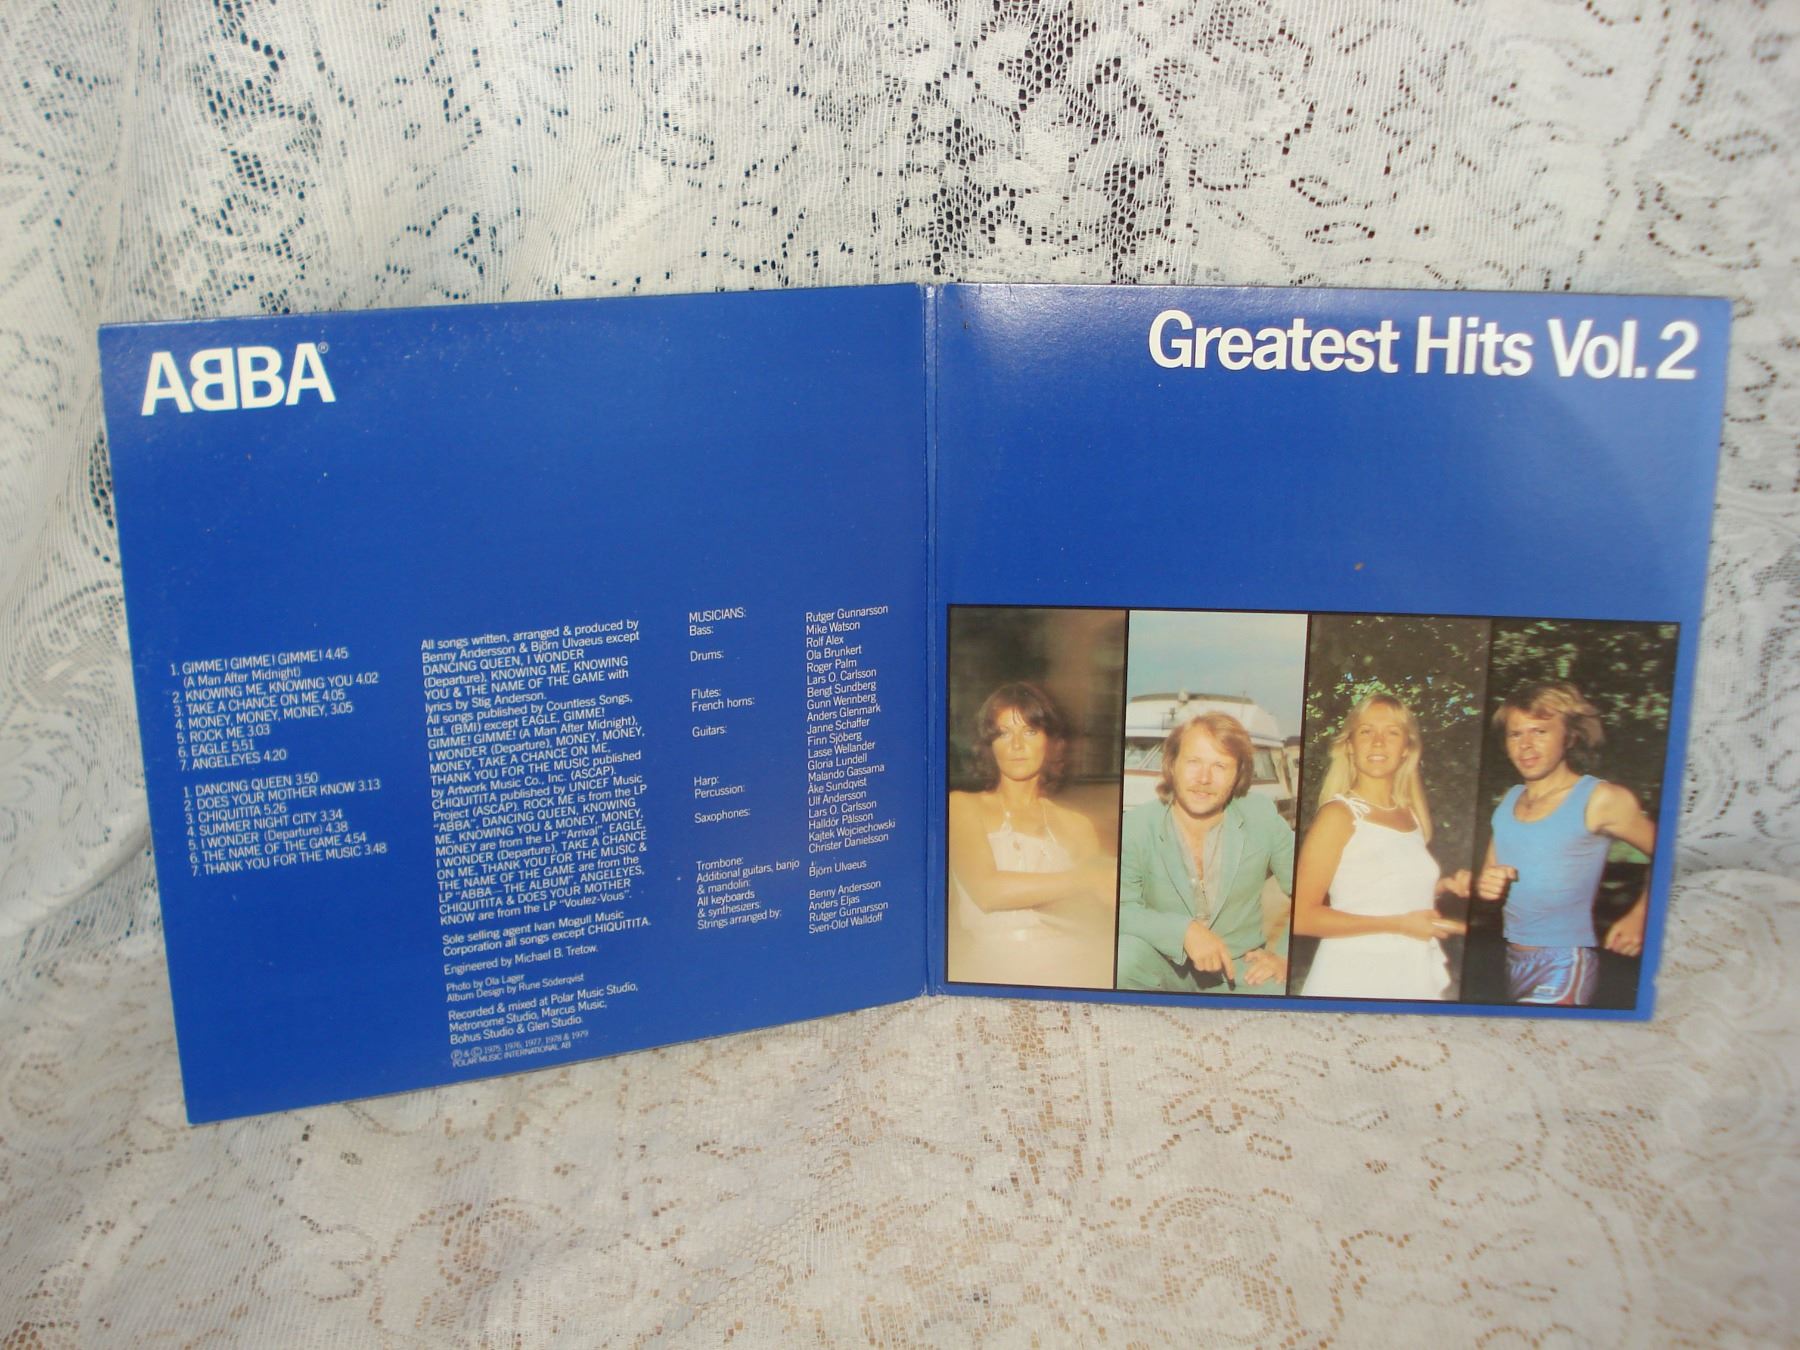 ABBA®
1. GIMME! GIMME! GIMME! 4.45
(A Man After Midnight)
2. KNOWING ME, KNOWING YOU 4.02
3. TAKE A CHANCE ON ME 4.05
4. MONEY, MONEY, MONEY, 3.05
5. ROCK ME 3.03
6. EAGLE 5.51
7. ANGELEYES 4.20
1. DANCING QUEEN 3.50
2. DOES YOUR MOTHER KNOW 3.13
3. CHIQUITITA 5.26
4. SUMMER NIGHT CITY 3.34
5. I WONDER (Departure) 4.38
6. THE NAME OF THE GAME 4.54
7. THANK YOU FOR THE MUSIC 3.48
All songs written, arranged & produced by
Benny Andersson & Björn Ulvaeus except
DANCING QUEEN, I WONDER
(Departure), KNOWING ME, KNOWING
YOU & THE NAME OF THE GAME with
lyrics by Stig Anderson.
All songs published by Countless Songs,
Ltd. (BMI) except EAGLE, GIMME!
GIMME! GIMME! (A Man After Midnight),
I WONDER (Departure), MONEY, MONEY,
MONEY, TAKE A CHANCE ON ME,
THANK YOU FOR THE MUSIC published
by Artwork Music Co., Inc. (ASCAP).
CHIQUITITA published by UNICEF Music
Project (ASCAP). ROCK ME is from the LP
"ABBA". DANCING QUEEN, KNOWING
ME, KNOWING YOU & MONEY, MONEY,
MONEY are from the LP "Arrival". EAGLE,
I WONDER (Departure), TAKE A CHANCE
ON ME, THANK YOU FOR THE MUSIC &
THE NAME OF THE GAME are from the
LP "ABBA—THE ALBUM". ANGELEYES,
CHIQUITITA & DOES YOUR MOTHER
KNOW are from the LP "Voulez-Vous".
Sole selling agent Ivan Mogull Music
Corporation all songs except CHIQUITITA.
Engineered by Michael B. Tretow.
Photo by Ola Lager
Album Design by Rune Söderqvist
Recorded & mixed at Polar Music Studio,
Metronome Studio, Marcus Music,
Bohus Studio & Glen Studio.
℗ & © 1975, 1976, 1977, 1978 & 1979
POLAR MUSIC INTERNATIONAL AB
MUSICIANS:
Bass: Rutger Gunnarsson
Mike Watson
Rolf Alex
Drums: Ola Brunkert
Roger Palm
Lars O. Carlsson
Flutes: Bengt Sundberg
French horns: Gunn Wennberg
Anders Glenmark
Guitars: Janne Schaffer
Finn Sjöberg
Lasse Wellander
Gloria Lundell
Harp: Malando Gassama
Percussion: Åke Sundqvist
Ulf Andersson
Saxophones: Lars O. Carlsson
Halldór Pálsson
Kajtek Wojciechowski
Christer Danielsson
Trombone:
Additional guitars, banjo
& mandolin: Björn Ulvaeus
All keyboards
& synthesizers: Benny Andersson
Anders Eljas
Strings arranged by: Rutger Gunnarsson
Sven-Olof Walldoff
Greatest Hits Vol. 2